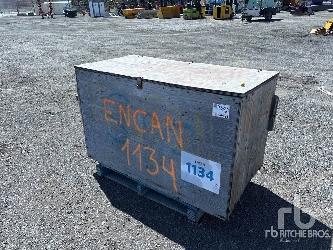 ENCAN
1134
1134
rb
RITCHIE BROS.